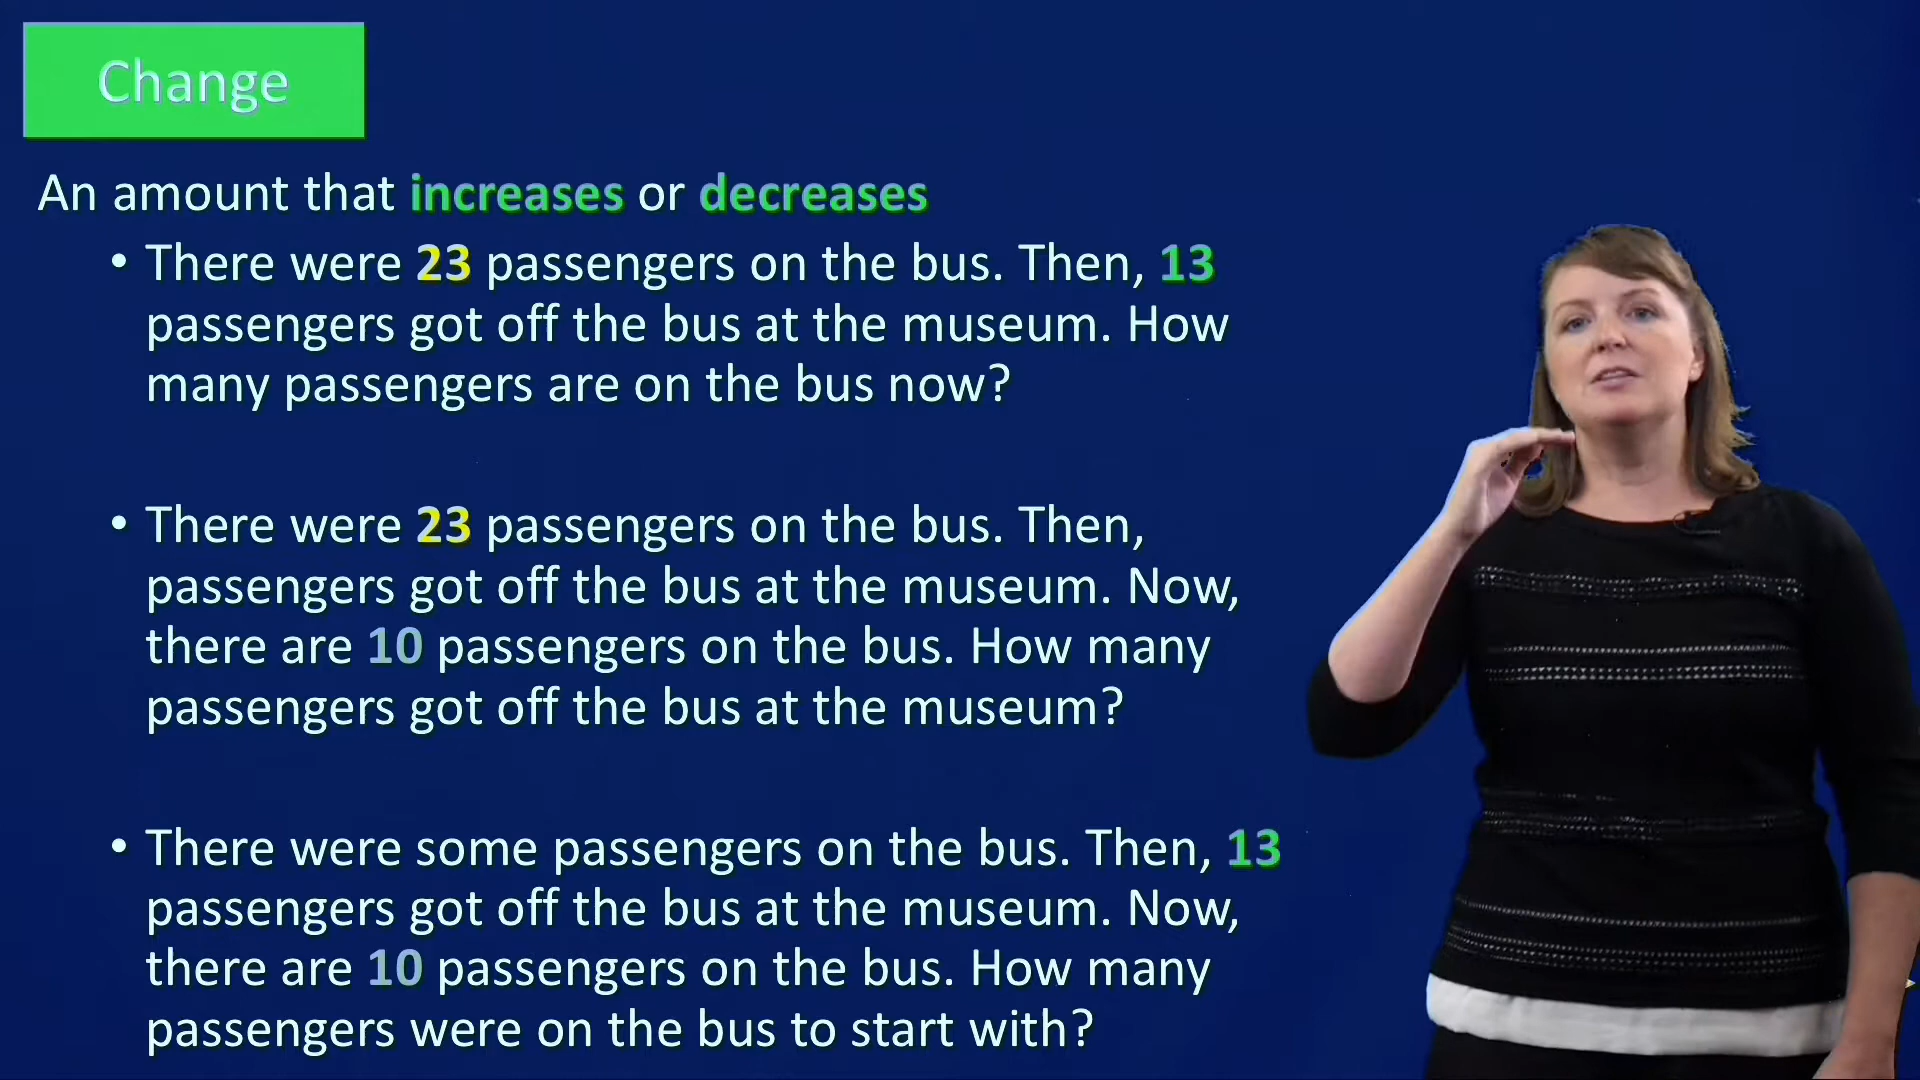 Change
An amount that increases or decreases
• There were 23 passengers on the bus. Then, 13
passengers got off the bus at the museum. How
many passengers are on the bus now?
• There were 23 passengers on the bus. Then,
passengers got off the bus at the museum. Now,
there are 10 passengers on the bus. How many
passengers got off the bus at the museum?
• There were some passengers on the bus. Then, 13
passengers got off the bus at the museum. Now,
there are 10 passengers on the bus. How many
passengers were on the bus to start with?